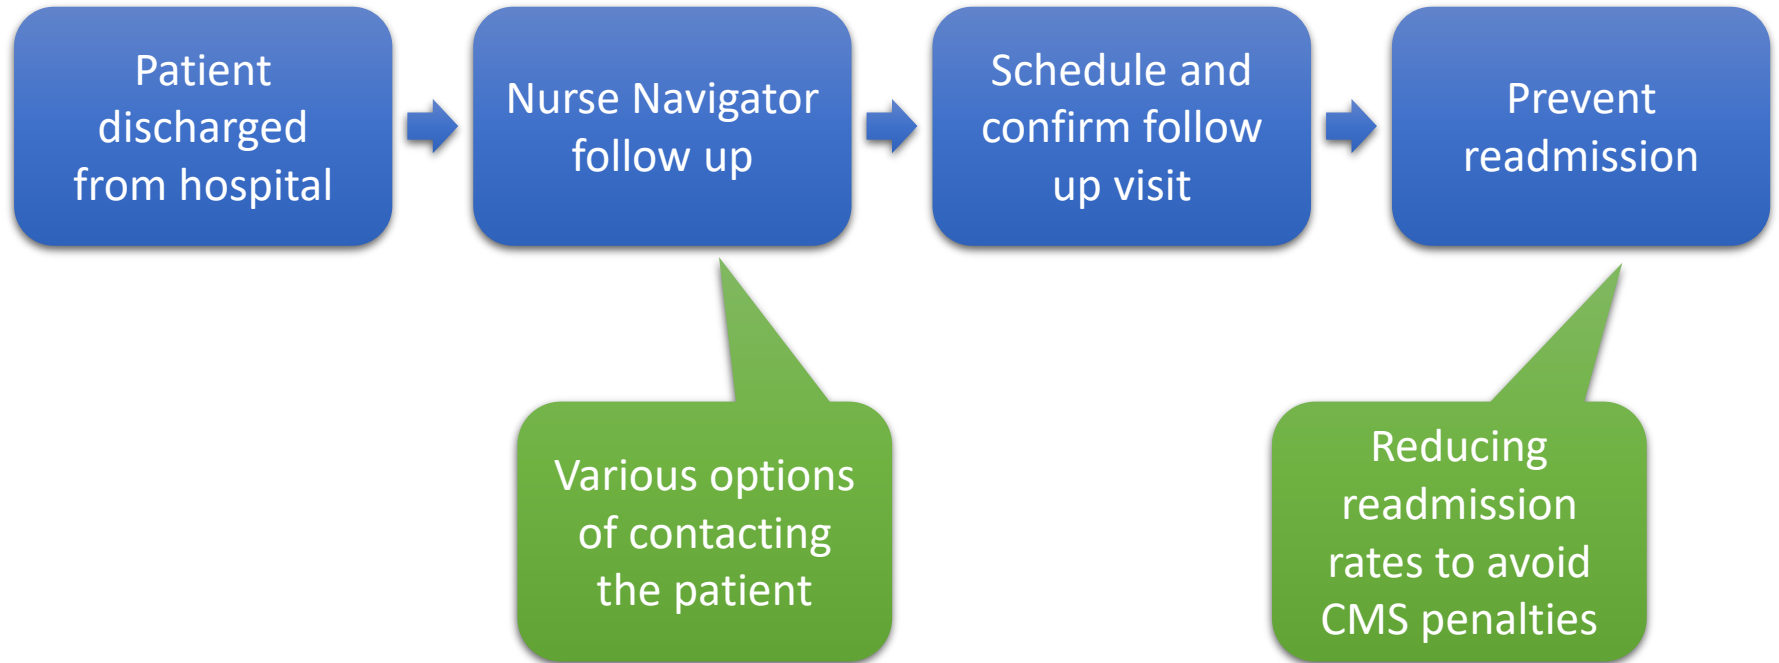 Patient
discharged
from hospital
Nurse Navigator
follow up
Schedule and
confirm follow
up visit
Prevent
readmission
Various options
of contacting
the patient
Reducing
readmission
rates to avoid
CMS penalties